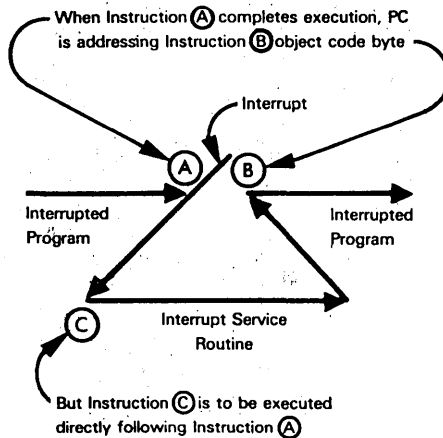 When Instruction A completes execution, PC
is addressing Instruction B object code byte
Interrupt
A
B
Interrupted
Program
Interrupted
Program
C
Interrupt Service
Routine
But Instruction C is to be executed
directly following Instruction A